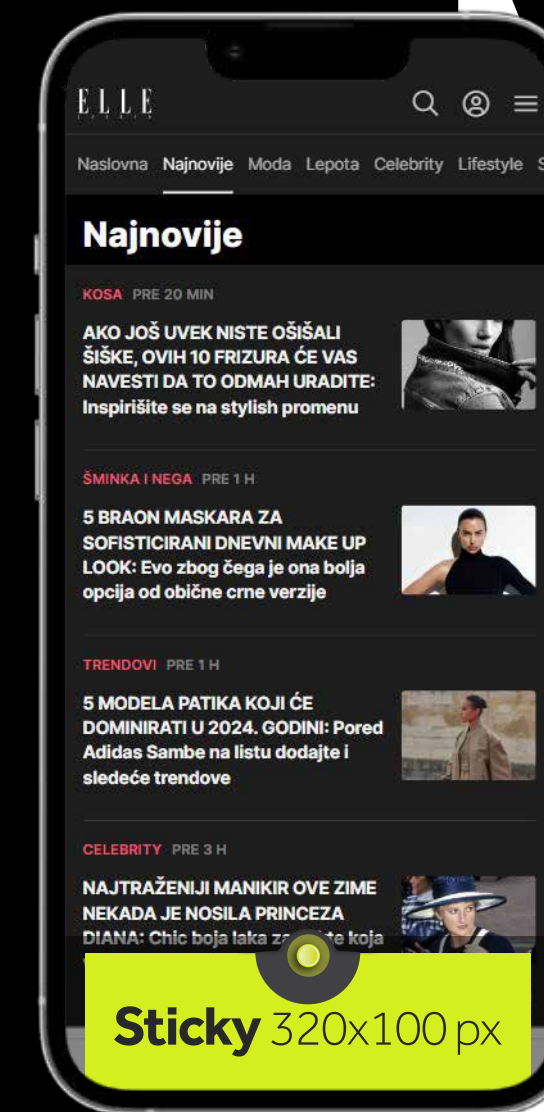 ELLE
Naslovna Najnovije Moda Lepota Celebrity Lifestyle S
Najnovije
KOSA PRE 20 MIN
AKO JOŠ UVEK NISTE OŠIŠALI
ŠIŠKE, OVIH 10 FRIZURA ĆE VAS
NAVESTI DA TO ODMAH URADITE:
Inspirišite se na stylish promenu
ŠMINKA I NEGA PRE 1 H
5 BRAON MASKARA ZA
SOFISTICIRANI DNEVNI MAKE UP
LOOK: Evo zbog čega je ona bolja
opcija od obične crne verzije
TRENDOVI PRE 1 H
5 MODELA PATIKA KOJI ĆE
DOMINIRATI U 2024. GODINI: Pored
Adidas Sambe na listu dodajte i
sledeće trendove
CELEBRITY PRE 3 H
NAJTRAŽENIJI MANIKIR OVE ZIME
NEKADA JE NOSILA PRINCEZA
DIANA: Chic boja laka koja
Sticky 320x100 px